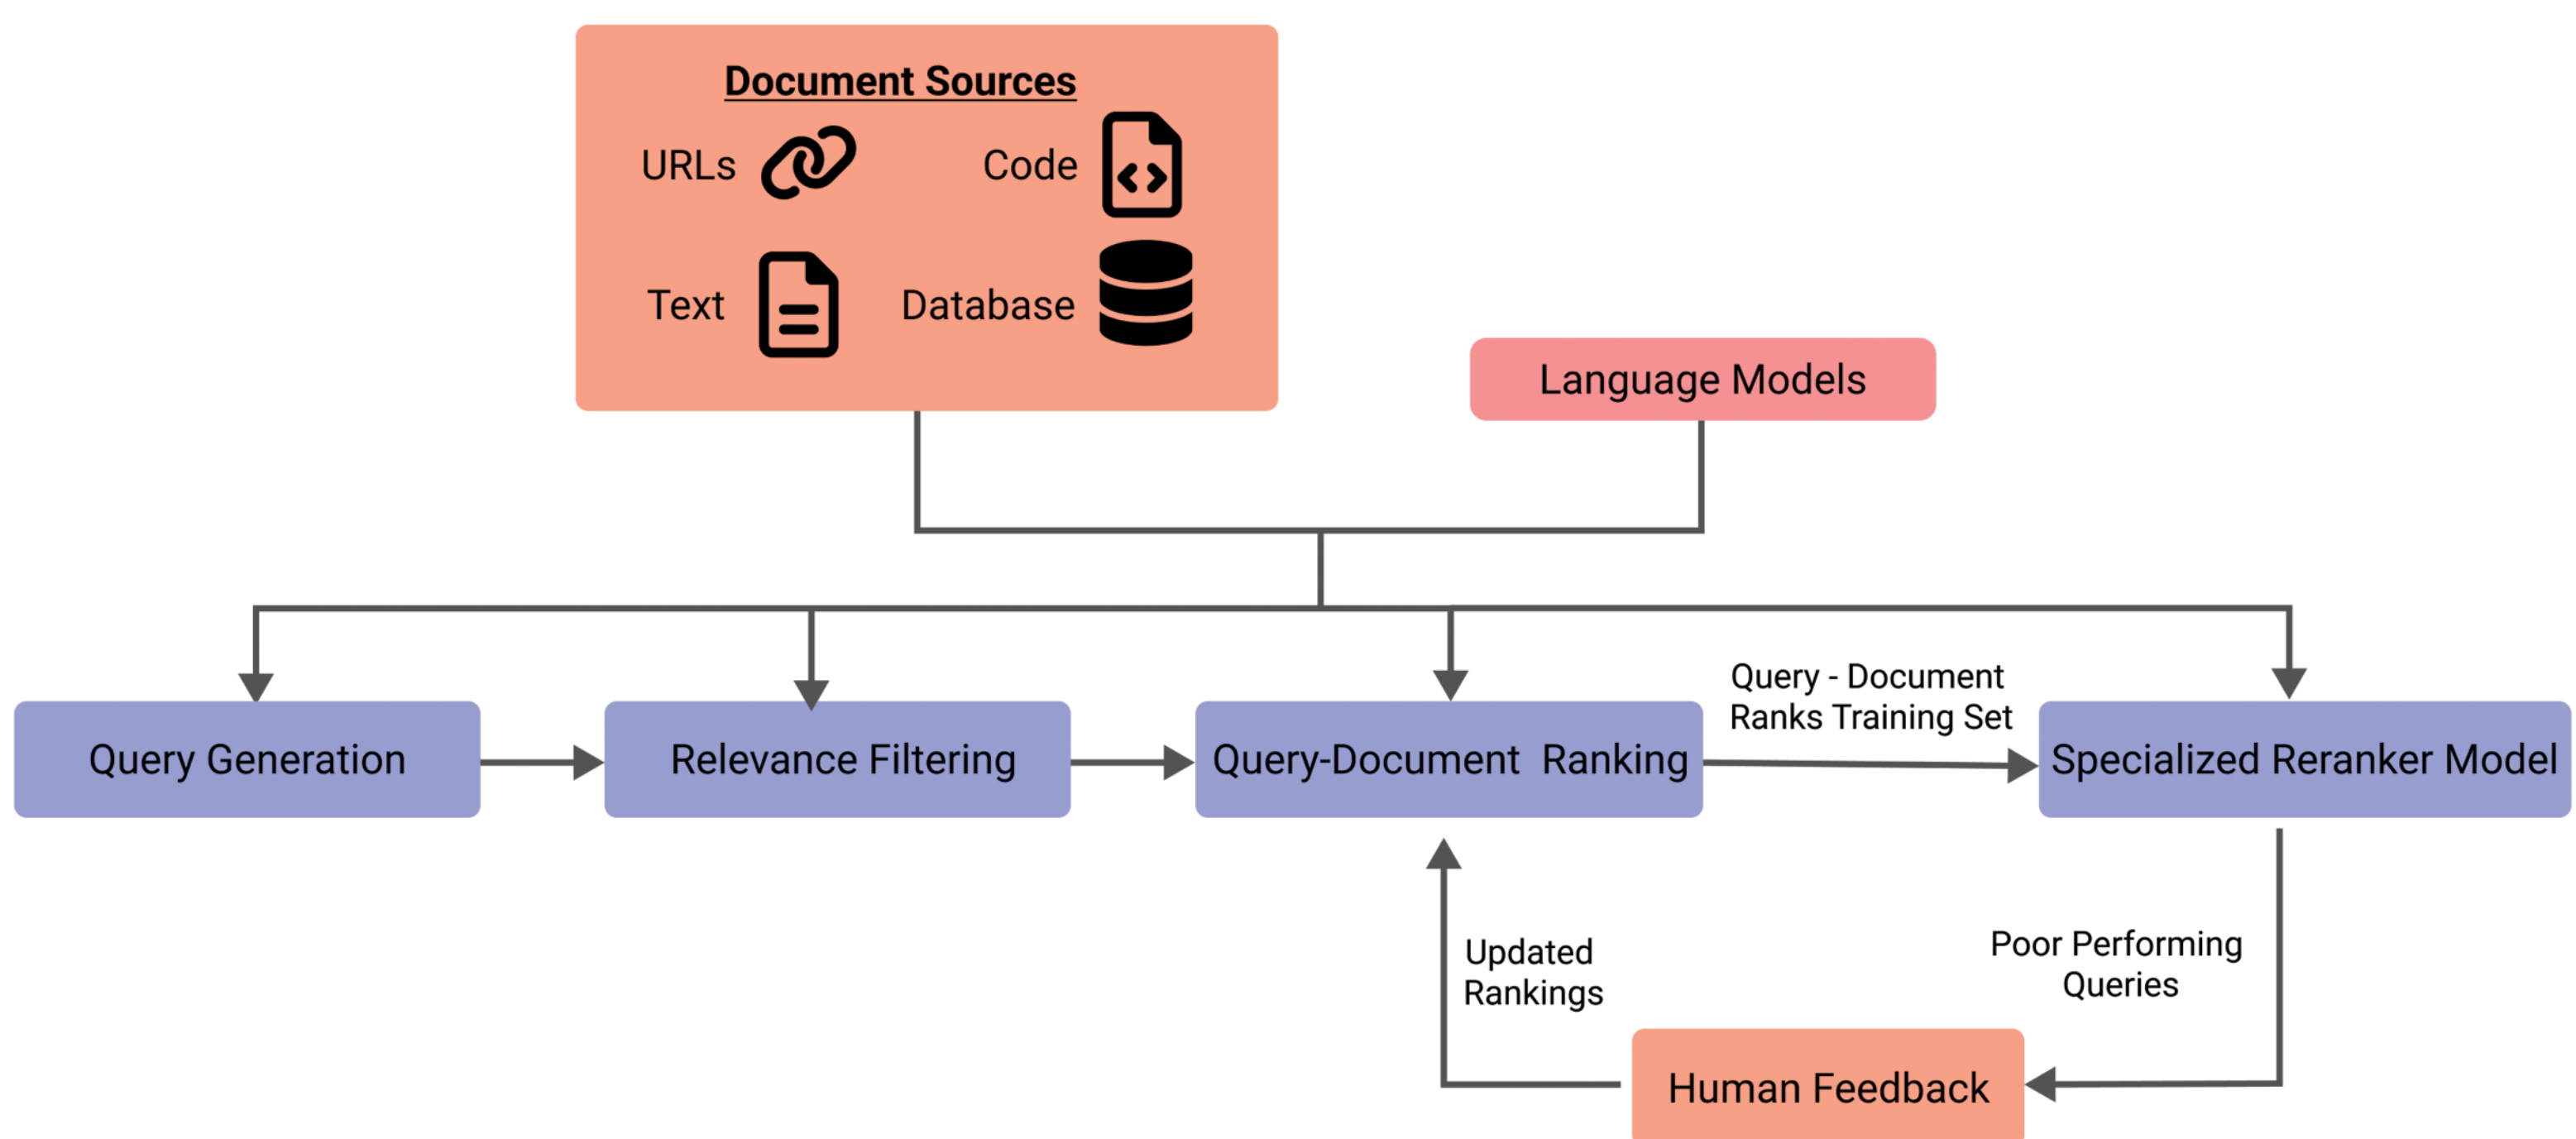 Document Sources
URLs
Code
Text
Database
Language Models
Query Generation
Relevance Filtering
Query-Document Ranking
Query - Document
Ranks Training Set
Specialized Reranker Model
Updated
Rankings
Poor Performing
Queries
Human Feedback